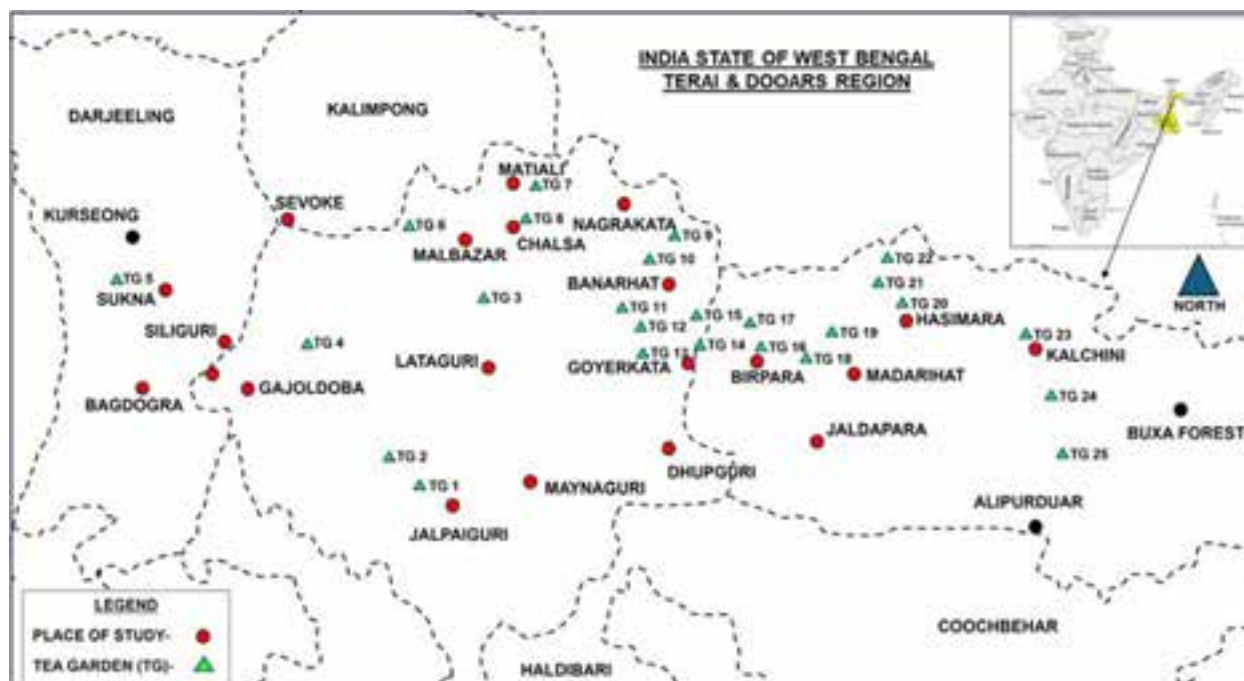 INDIA STATE OF WEST BENGAL
TERAI & DOOARS REGION
DARJEELING
KALIMPONG
MATIALI
TG 7
SEVOKE
KURSEONG
TG 6
TG 8
NAGRAKATA
CHALSA
MALBAZAR
TG 9
TG 10
TG 22
TG 5
SUKNA
BANARHAT
TG 21
NORTH
TG 3
TG 20
TG 11
TG 15
TG 17
HASIMARA
TG 12
TG 19
TG 23
SILIGURI
TG 4
TG 14
TG 16
TG 13
KALCHINI
TG 18
LATAGURI
GOYERKATA
BIRPARA
MADARIHAT
BAGDOGRA
GAJOLDOBA
TG 24
JALDAPARA
BUXA FOREST
TG 2
DHUPGURI
TG 25
TG 1
MAYNAGURI
JALPAIGURI
ALIPURDUAR
LEGEND
PLACE OF STUDY-
TEA GARDEN (TG)-
HALDIBARI
COOCHBEHAR